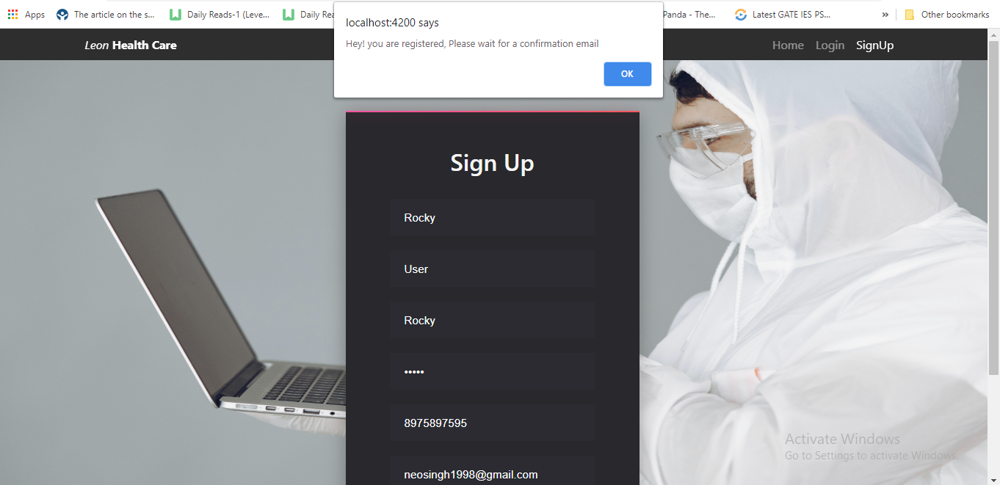 Apps
The article on the s...
Daily Reads-1 (Leve...
Daily Rea
Panda - The...
Latest GATE IES PS...
»
Other bookmarks
localhost:4200 says
Hey! you are registered, Please wait for a confirmation email
OK
Leon Health Care
Home
Login
SignUp
Sign Up
Rocky
User
Rocky
•••••
8975897595
neosingh1998@gmail.com
Activate Windows
Go to Settings to activate Windows.